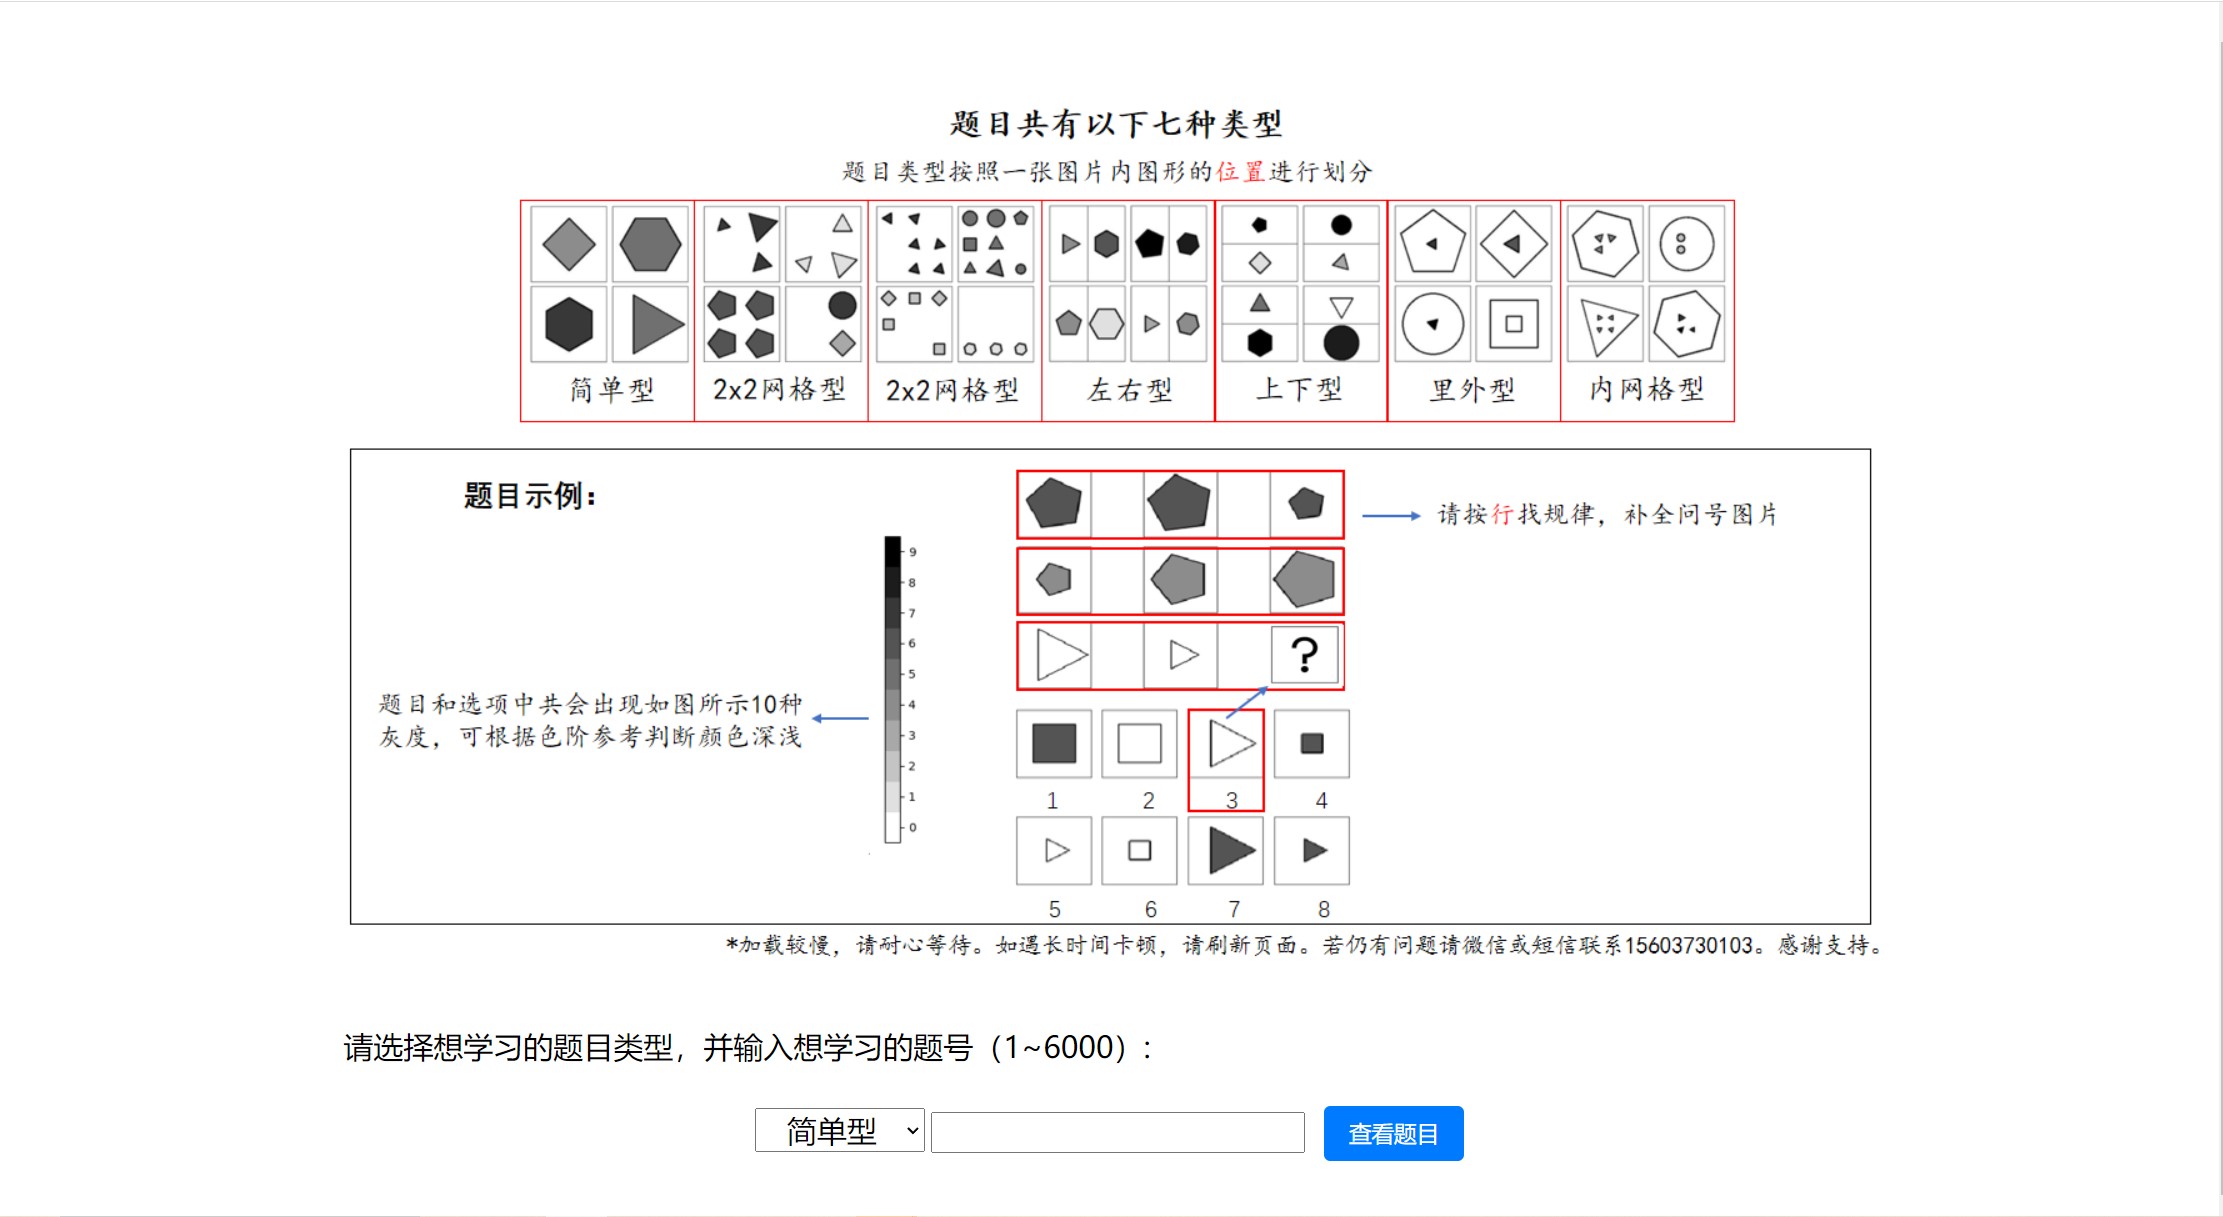 题目共有以下七种类型
题目类型按照一张图片内图形的位置进行划分
简单型
2x2网格型
2x2网格型
左右型
上下型
里外型
内网格型
题目示例：
请按行找规律，补全问号图片
?
9
8
7
6
5
4
3
2
1
0
题目和选项中共会出现如图所示10种
灰度，可根据色阶参考判断颜色深浅
1 2 3 4
5 6 7 8
*加载较慢，请耐心等待。如遇长时间卡顿，请刷新页面。若仍有问题请微信或短信联系15603730103。感谢支持。
请选择想学习的题目类型，并输入想学习的题号（1~6000）：
简单型
查看题目